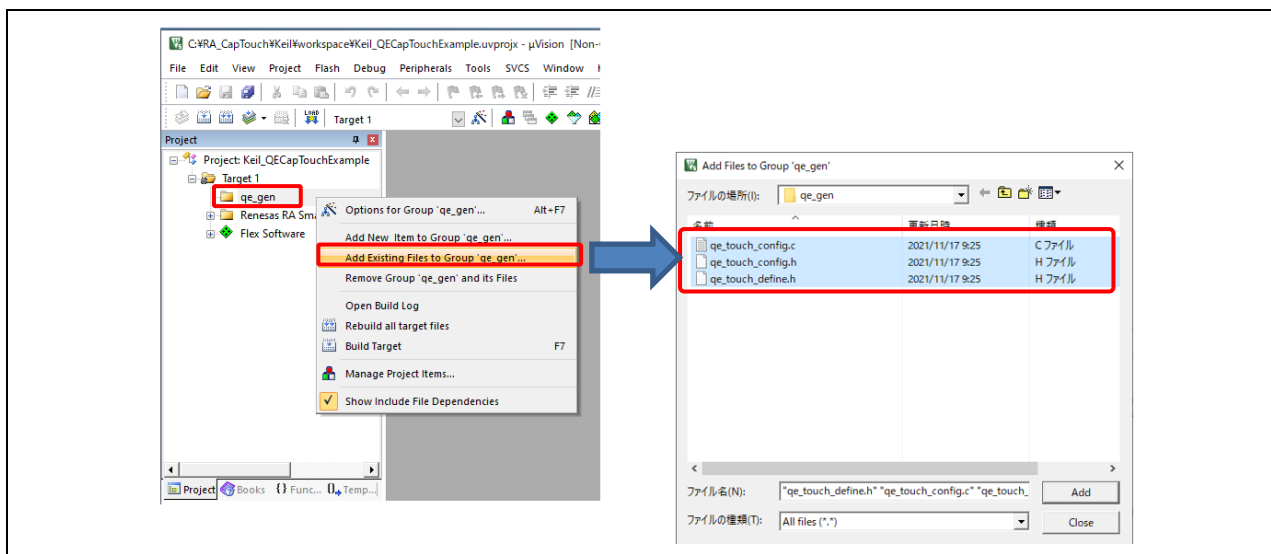 C:¥RA_CapTouch¥Keil¥workspace¥Keil_QECapTouchExample.uvprojx - µVision [Non-
File Edit View Project Flash Debug Peripherals Tools SVCS Window
Target 1
Project
Project: Keil_QECapTouchExample
Target 1
qe_gen
Renesas RA Sma
Flex Software
Options for Group 'qe_gen'... Alt+F7
Add New Item to Group 'qe_gen'...
Add Existing Files to Group 'qe_gen'...
Remove Group 'qe_gen' and its Files
Open Build Log
Rebuild all target files
Build Target F7
Manage Project Items...
Show Include File Dependencies
Project Books {} Func... Temp...
Add Files to Group 'qe_gen'
ファイルの場所(I): qe_gen
名前 更新日時 種類
qe_touch_config.c 2021/11/17 9:25 C ファイル
qe_touch_config.h 2021/11/17 9:25 H ファイル
qe_touch_define.h 2021/11/17 9:25 H ファイル
ファイル名(N): "qe_touch_define.h" "qe_touch_config.c" "qe_touch_ Add
ファイルの種類(T): All files (*.*) Close